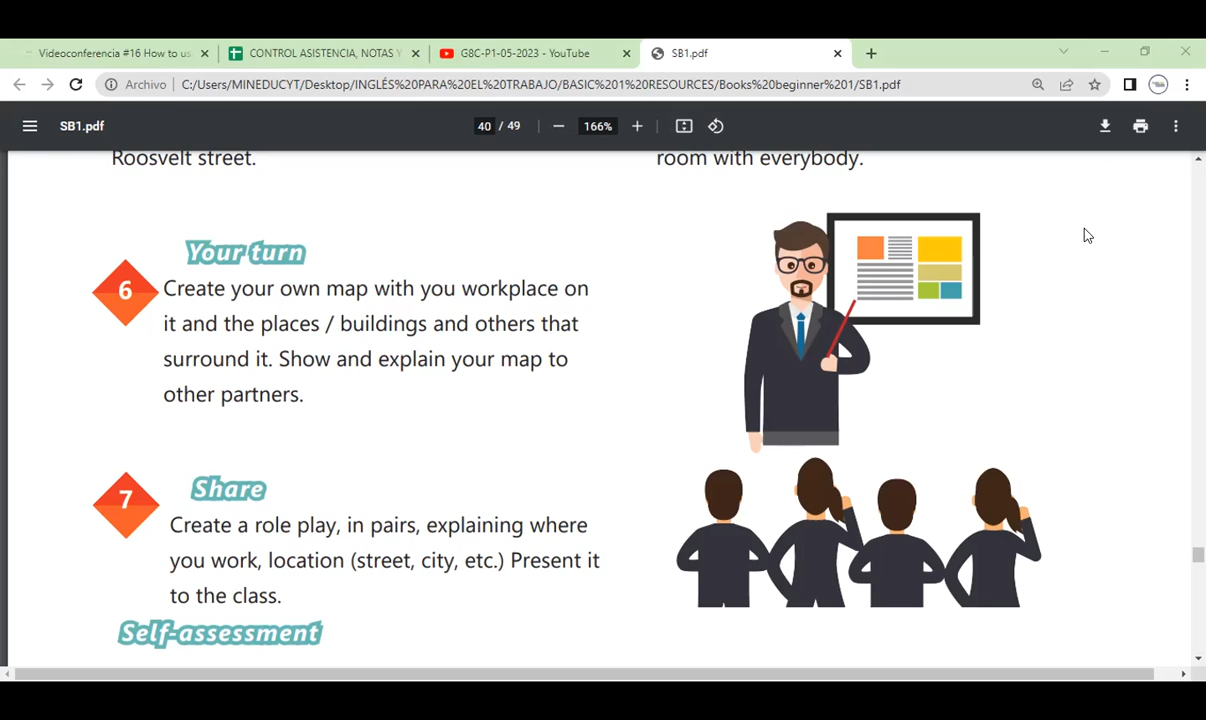 Videoconferencia #16 How to us
CONTROL ASISTENCIA, NOTAS Y
G8C-P1-05-2023 - YouTube
SB1.pdf
Archivo
C:/Users/MINEDUCYT/Desktop/INGLÉS%20PARA%20EL%20TRABAJO/BASIC%201%20RESOURCES/Books%20beginner%201/SB1.pdf
SB1.pdf
40 / 49
166%
Roosvelt street.
room with everybody.
Your turn
6
Create your own map with you workplace on
it and the places / buildings and others that
surround it. Show and explain your map to
other partners.
Share
7
Create a role play, in pairs, explaining where
you work, location (street, city, etc.) Present it
to the class.
Self-assessment